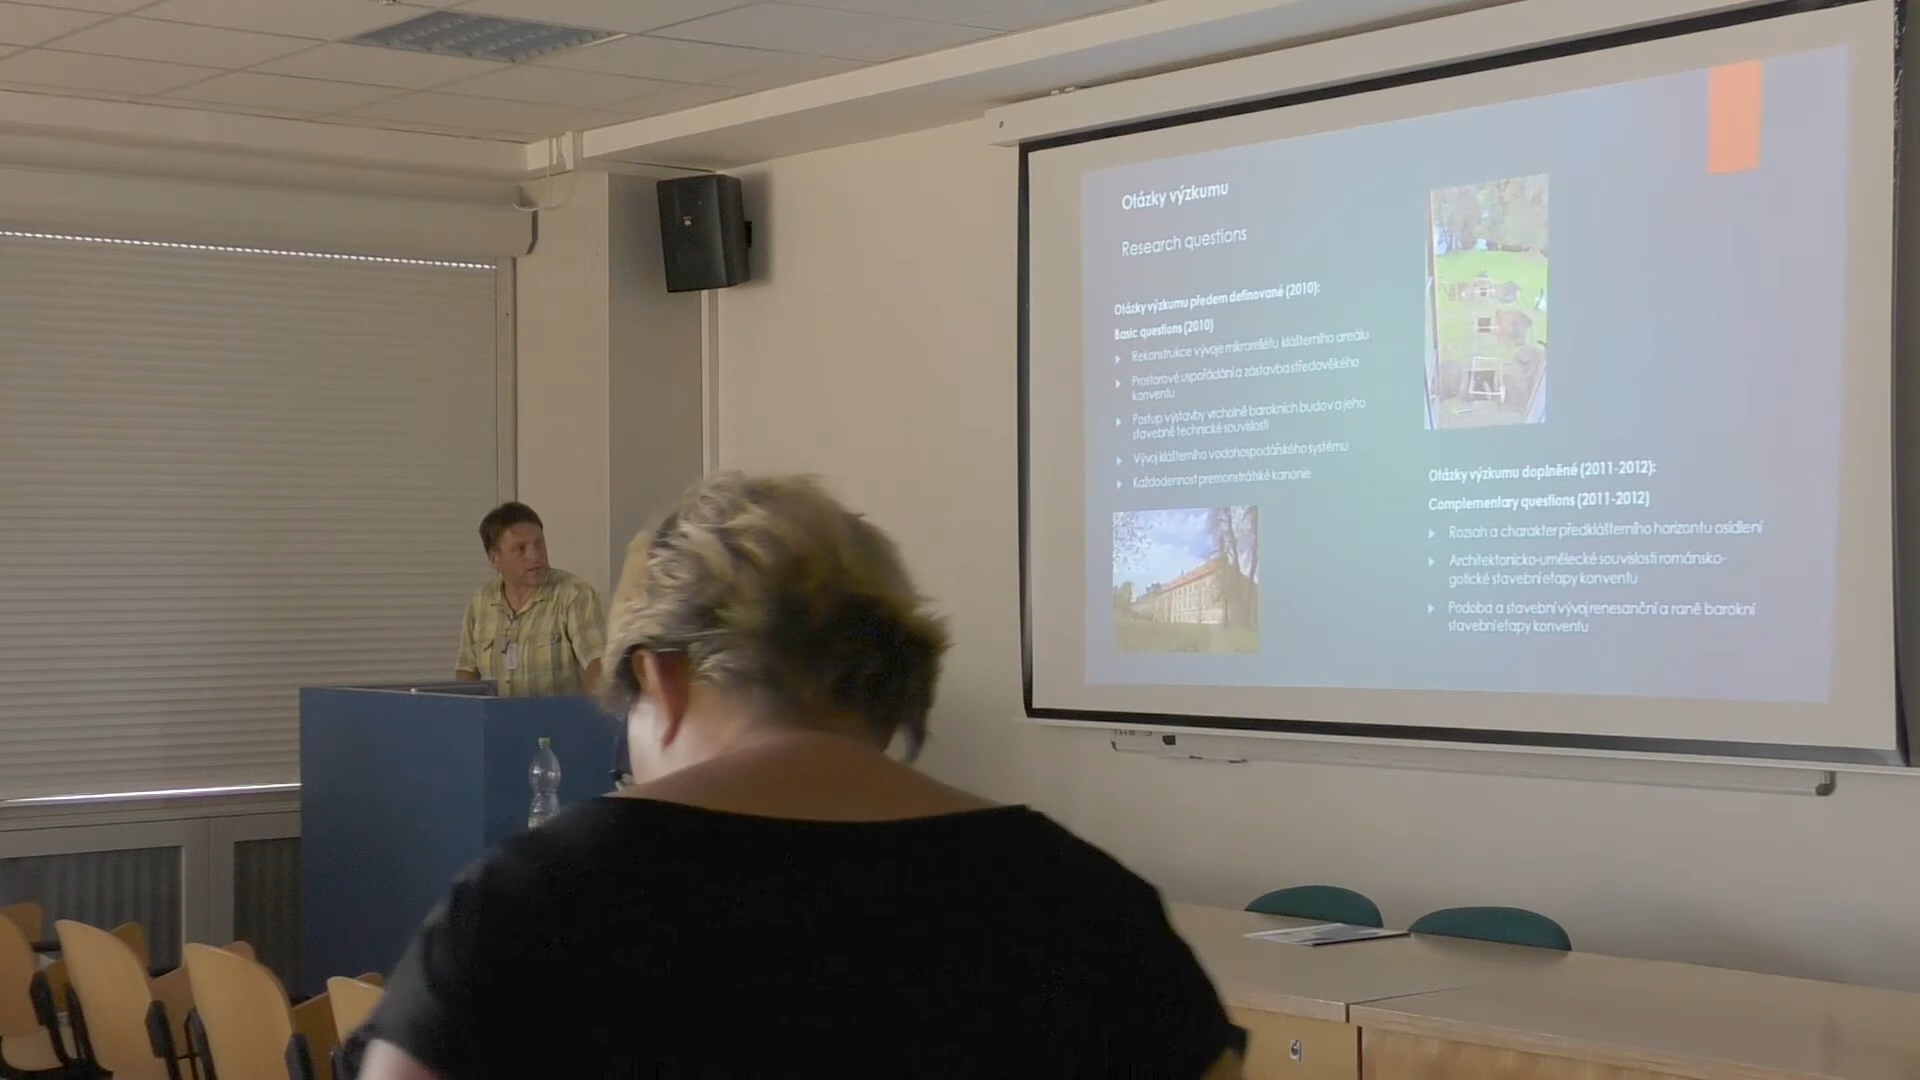 Otázky výzkumu
Research questions
Otázky výzkumu předem definované (2010):
Basic questions (2010)
Rekonstrukce vývoje mikroreliéfu klášterního areálu
Prostorové uspořádání a zástavba středověkého
konventu
Postup výstavby vrcholně barokních budov a jeho
stavebně technické souvislosti
Vývoj klášterního vodohospodářského systému
Každodennost premonstrátské kanonie
Otázky výzkumu doplněné (2011-2012):
Complementary questions (2011-2012)
Rozsah a charakter předklášterního horizontu osídlení
Architektonicko-umělecké souvislosti románsko-
gotické stavební etapy konventu
Podoba a stavební vývoj renesanční a raně barokní
stavební etapy konventu